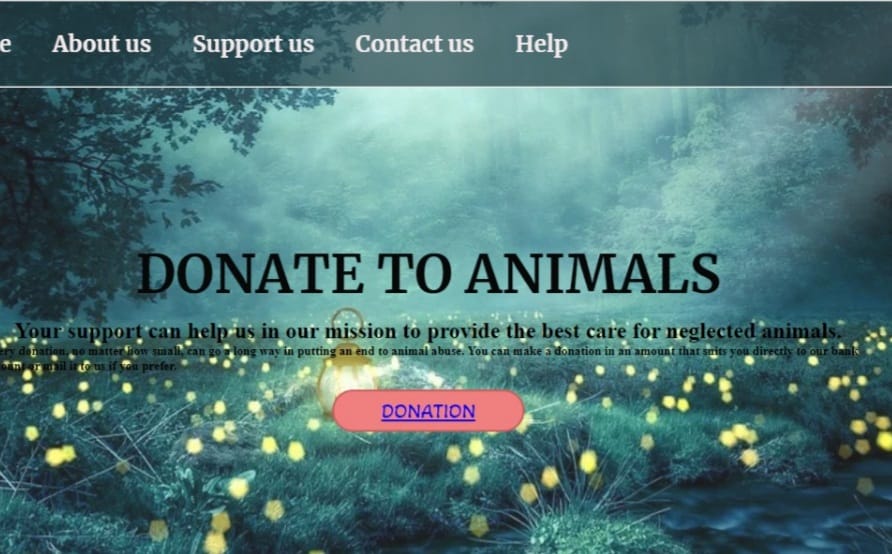 e About us Support us Contact us Help
DONATE TO ANIMALS
Your support can help us in our mission to provide the best care for neglected animals.
ery donation, no matter how small, can go a long way in putting an end to animal abuse. You can make a donation in an amount that suits you directly to our bank
ount or mail it to us if you prefer.
DONATION